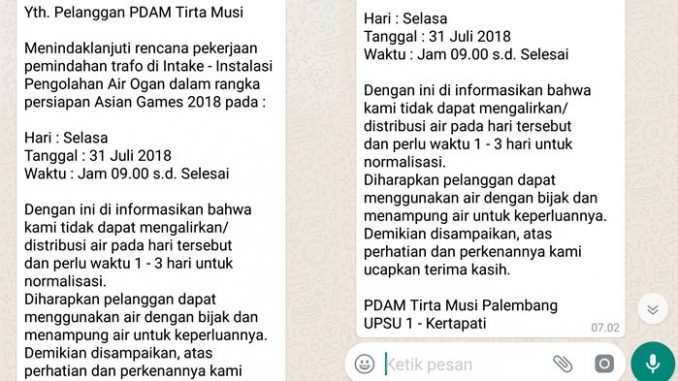 Yth. Pelanggan PDAM Tirta Musi
Menindaklanjuti rencana pekerjaan
pemindahan trafo di Intake - Instalasi
Pengolahan Air Ogan dalam rangka
persiapan Asian Games 2018 pada :
Hari : Selasa
Tanggal : 31 Juli 2018
Waktu : Jam 09.00 s.d. Selesai
Dengan ini di informasikan bahwa
kami tidak dapat mengalirkan/
distribusi air pada hari tersebut
dan perlu waktu 1 - 3 hari untuk
normalisasi.
Diharapkan pelanggan dapat
menggunakan air dengan bijak dan
menampung air untuk keperluannya.
Demikian disampaikan, atas
perhatian dan perkenannya kami
Hari : Selasa
Tanggal : 31 Juli 2018
Waktu : Jam 09.00 s.d. Selesai
Dengan ini di informasikan bahwa
kami tidak dapat mengalirkan/
distribusi air pada hari tersebut
dan perlu waktu 1 - 3 hari untuk
normalisasi.
Diharapkan pelanggan dapat
menggunakan air dengan bijak dan
menampung air untuk keperluannya.
Demikian disampaikan, atas
perhatian dan perkenannya kami
ucapkan terima kasih.
PDAM Tirta Musi Palembang
UPSU 1 - Kertapati
07.02
Ketik pesan